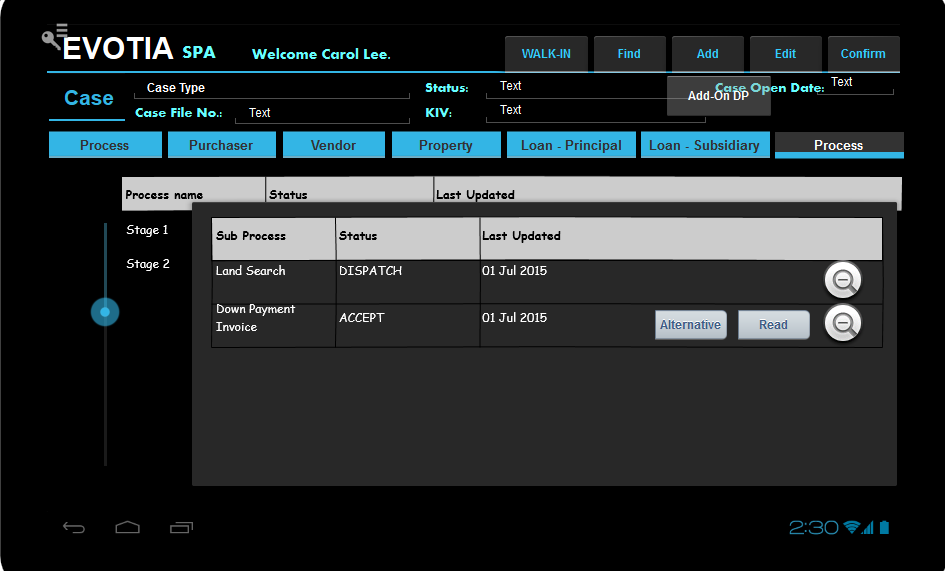 EVOTIA SPA Welcome Carol Lee. WALK-IN Find Add Edit Confirm
Case Case Type Status: Text Add-On DP Case Open Date: Text
Case File No.: Text KIV: Text
Process Purchaser Vendor Property Loan - Principal Loan - Subsidiary Process
Process name Status Last Updated
Stage 1
Stage 2
Sub Process Status Last Updated
Land Search DISPATCH 01 Jul 2015
Down Payment
Invoice ACCEPT 01 Jul 2015 Alternative Read
2:30